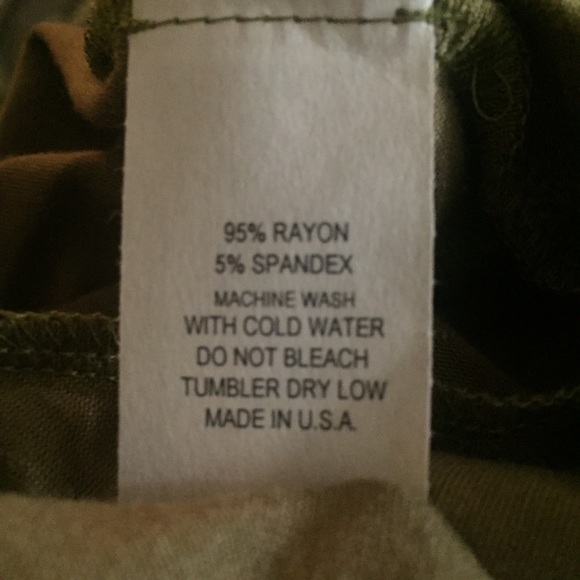 95% RAYON
5% SPANDEX
MACHINE WASH
WITH COLD WATER
DO NOT BLEACH
TUMBLER DRY LOW
MADE IN U.S.A.